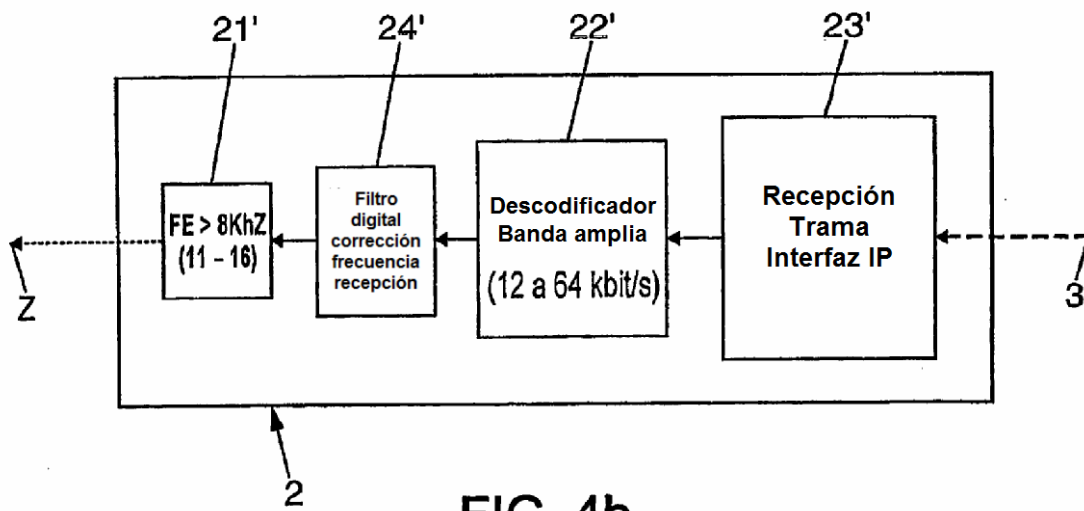 21'
24'
22'
23'
FE > 8KhZ
(11 – 16)
Filtro
digital
corrección
frecuencia
recepción
Descodificador
Banda amplia
(12 a 64 kbit/s)
Recepción
Trama
Interfaz IP
Z
3
2
FIG. 4b